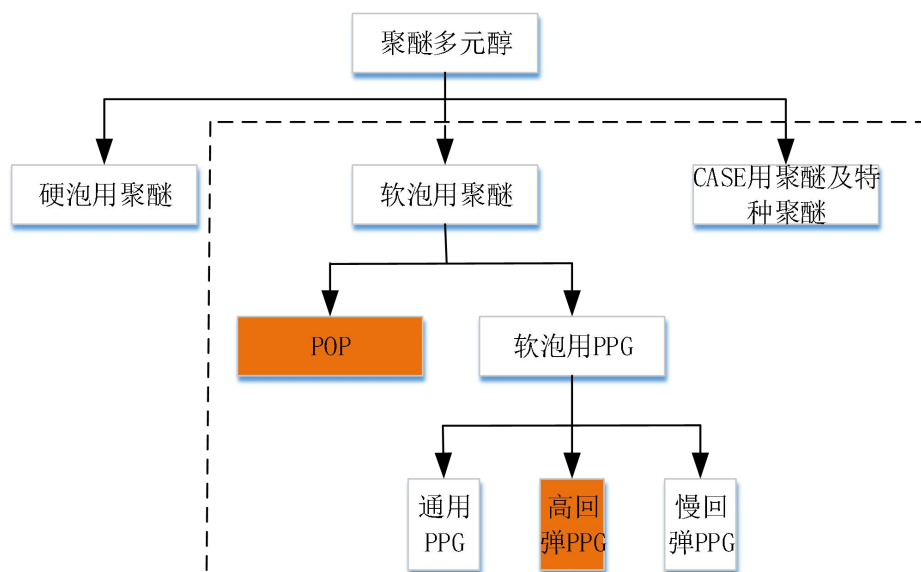 聚醚多元醇
硬泡用聚醚
软泡用聚醚
CASE用聚醚及特
种聚醚
POP
软泡用PPG
通用
PPG
高回
弹PPG
慢回
弹PPG